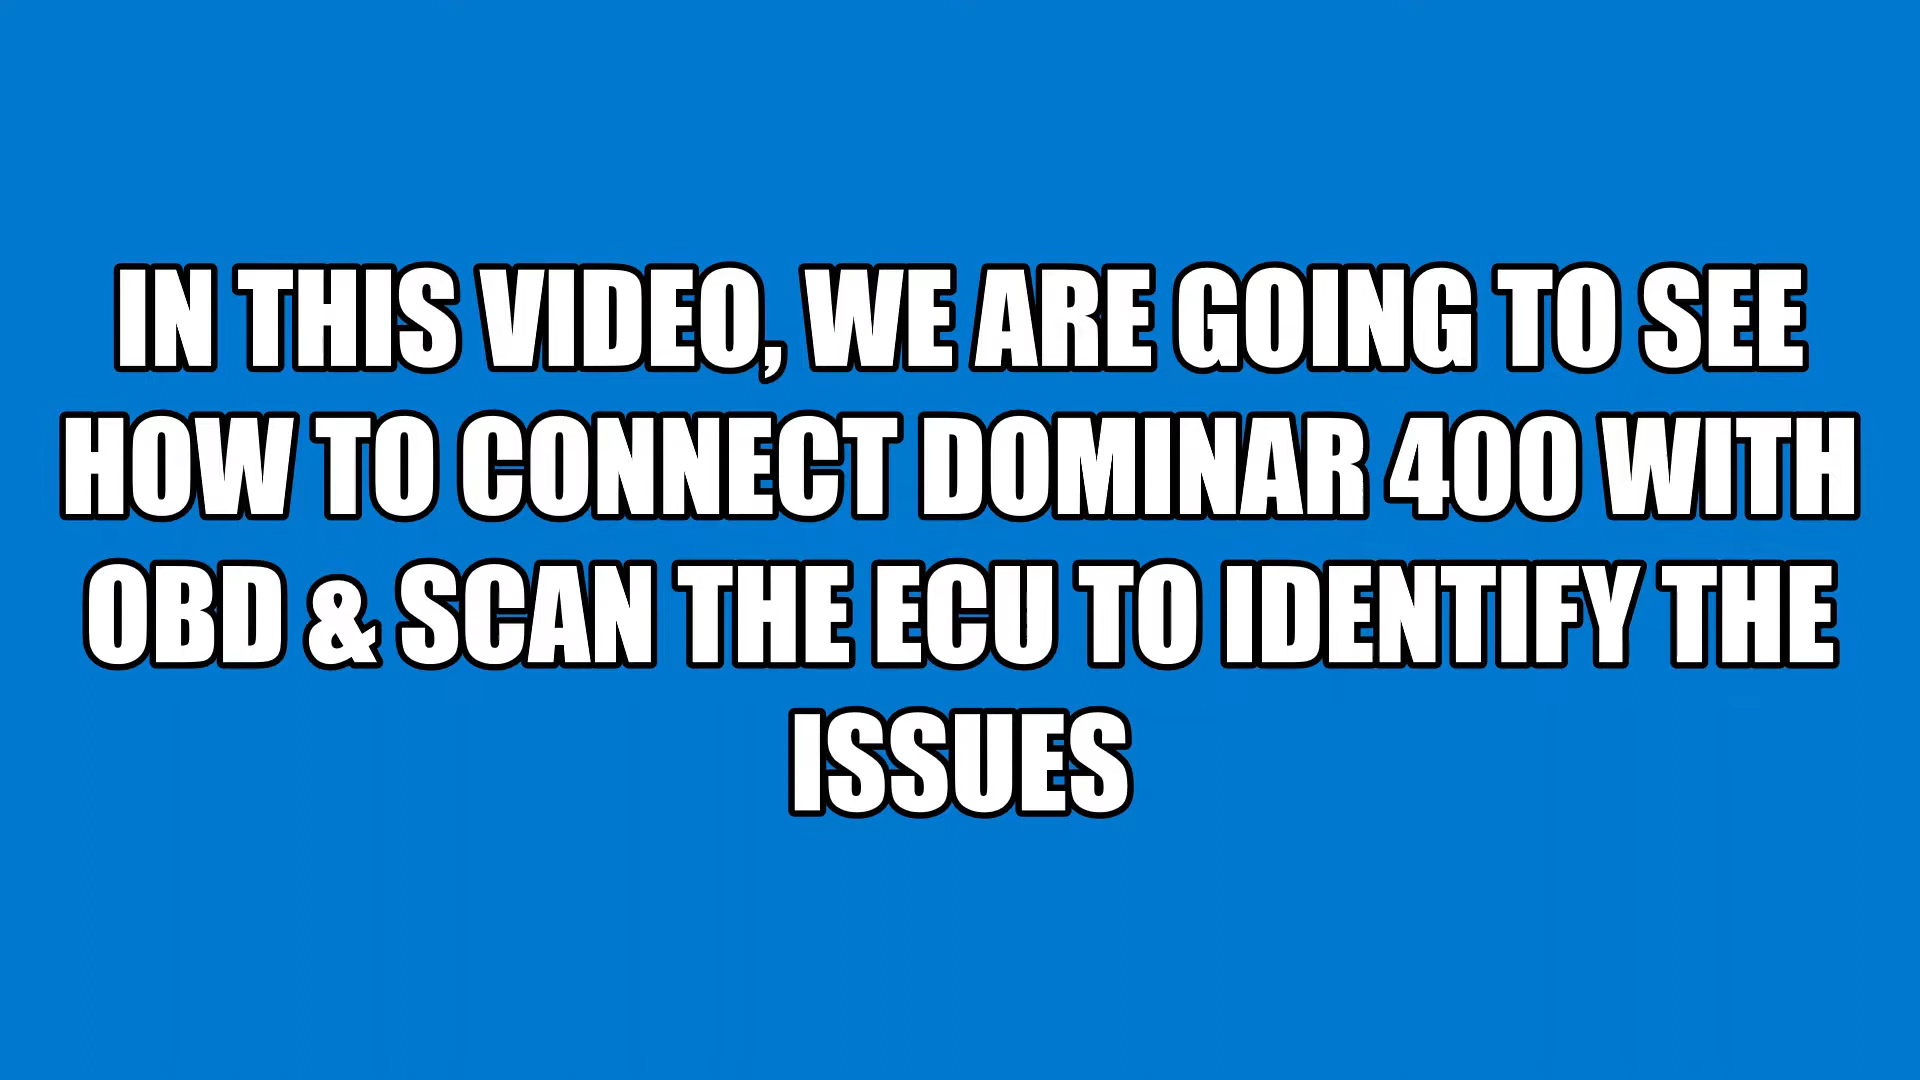 IN THIS VIDEO, WE ARE GOING TO SEE
HOW TO CONNECT DOMINAR 400 WITH
OBD & SCAN THE ECU TO IDENTIFY THE
ISSUES